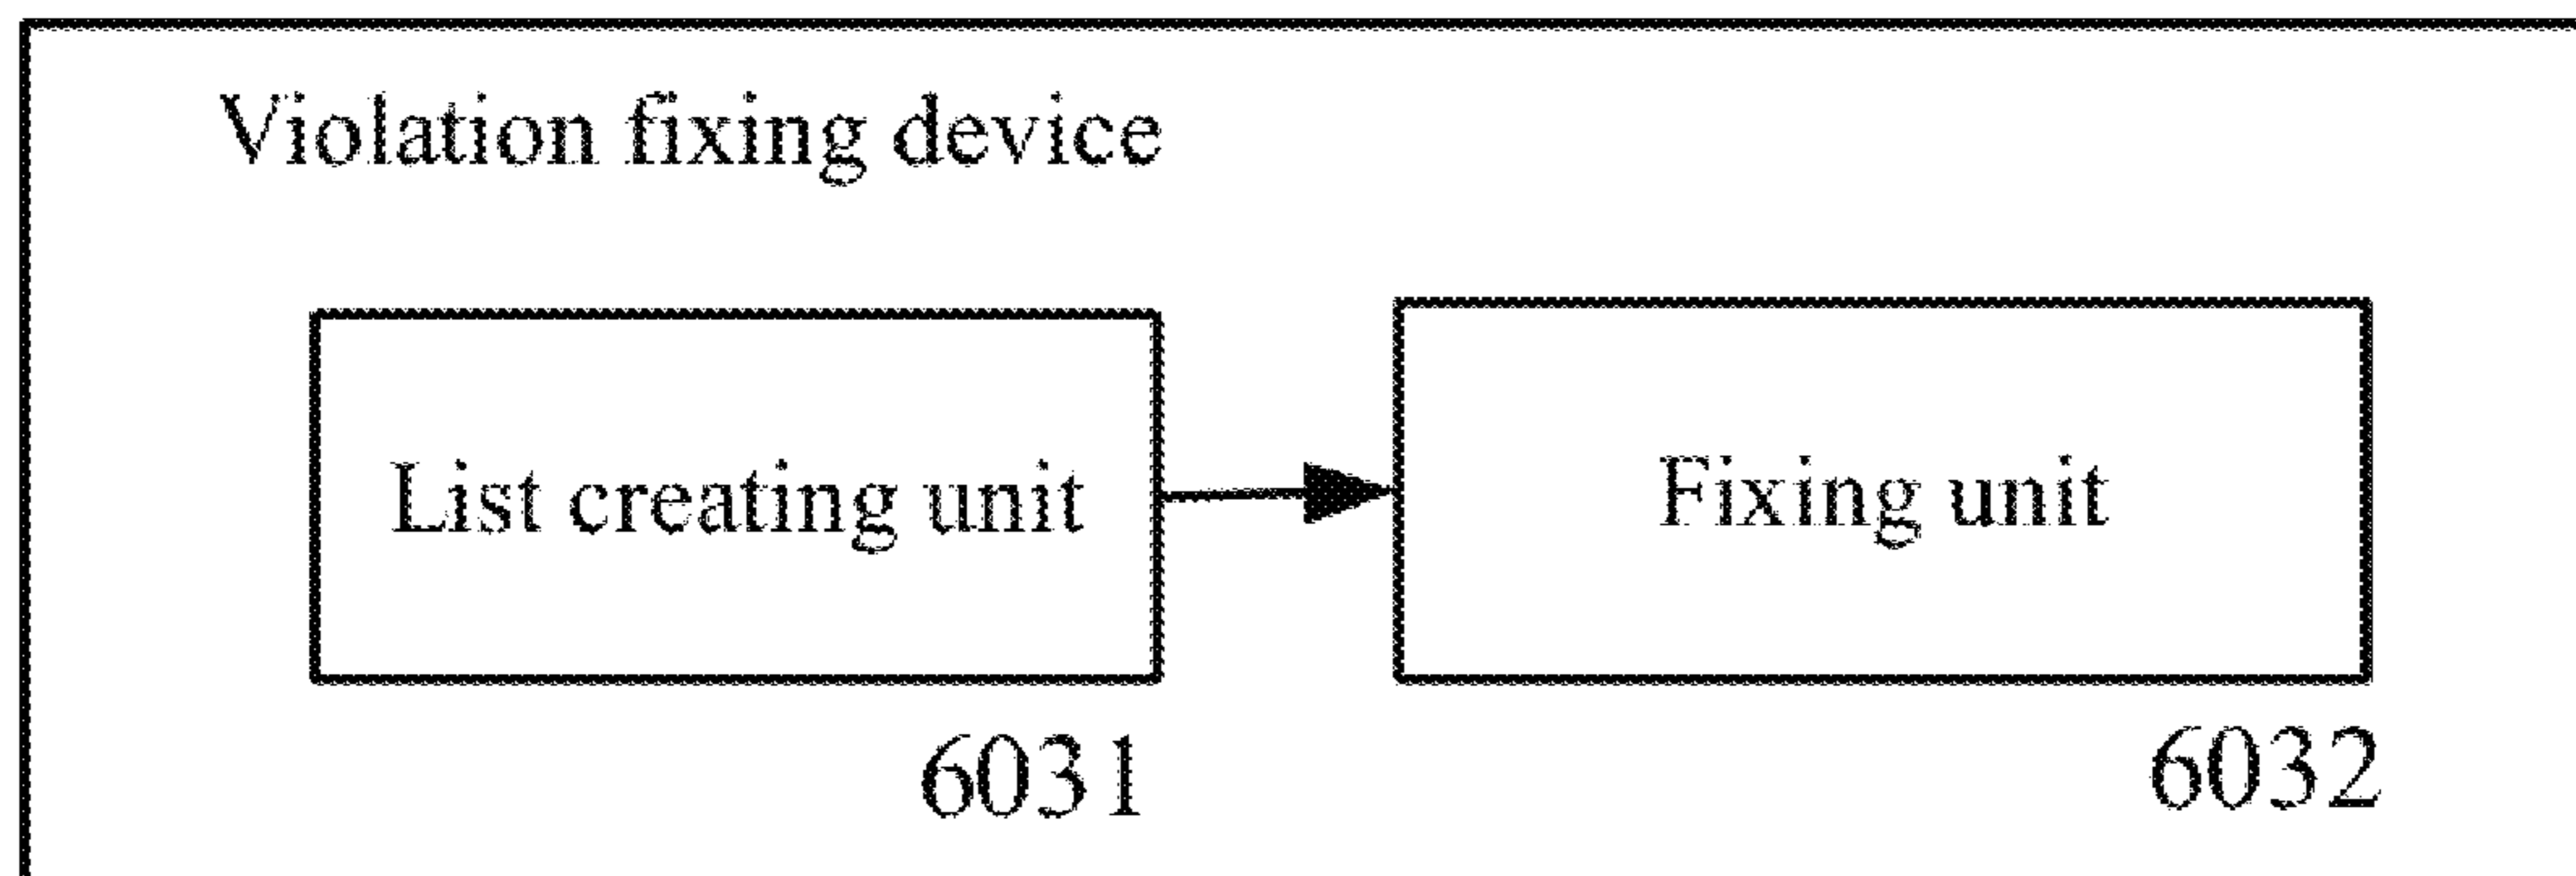 Violation fixing device
List creating unit
Fixing unit
6031
6032